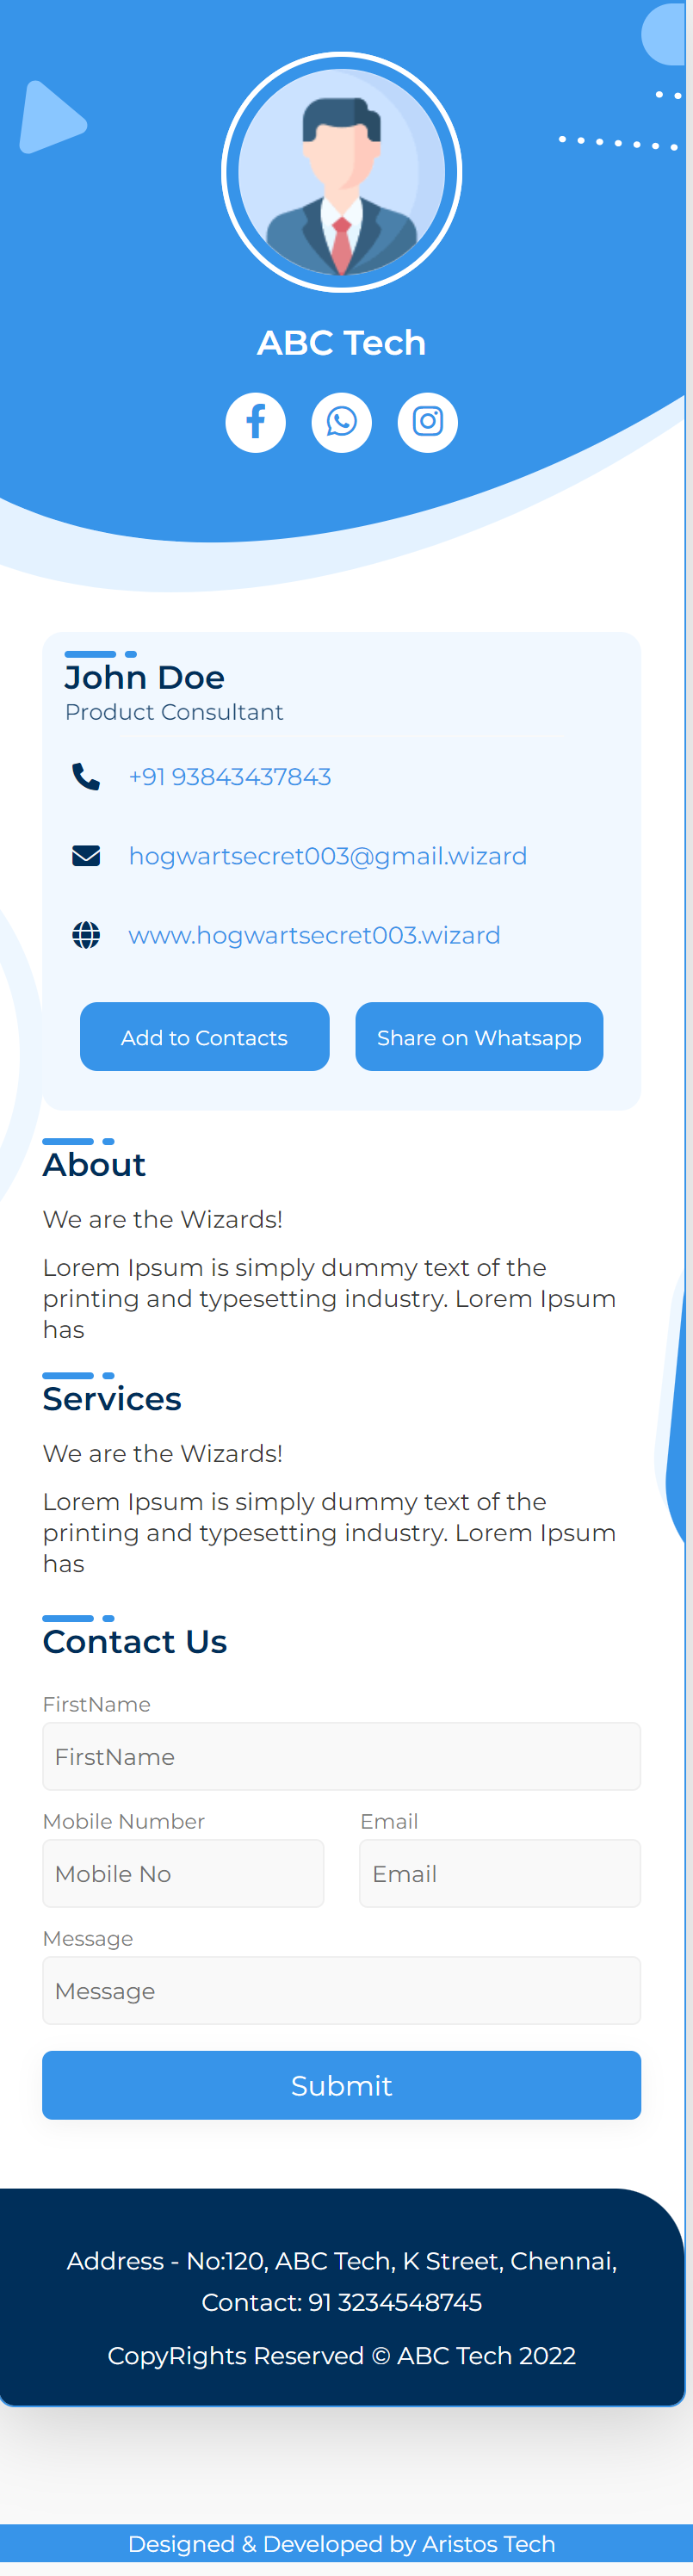 ABC Tech
John Doe
Product Consultant
+91 93843437843
hogwartsecret003@gmail.wizard
www.hogwartsecret003.wizard
Add to Contacts
Share on Whatsapp
About
We are the Wizards!
Lorem Ipsum is simply dummy text of the
printing and typesetting industry. Lorem Ipsum
has
Services
We are the Wizards!
Lorem Ipsum is simply dummy text of the
printing and typesetting industry. Lorem Ipsum
has
Contact Us
FirstName
FirstName
Mobile Number
Mobile No
Email
Email
Message
Message
Submit
Address - No:120, ABC Tech, K Street, Chennai,
Contact: 91 3234548745
CopyRights Reserved © ABC Tech 2022
Designed & Developed by Aristos Tech